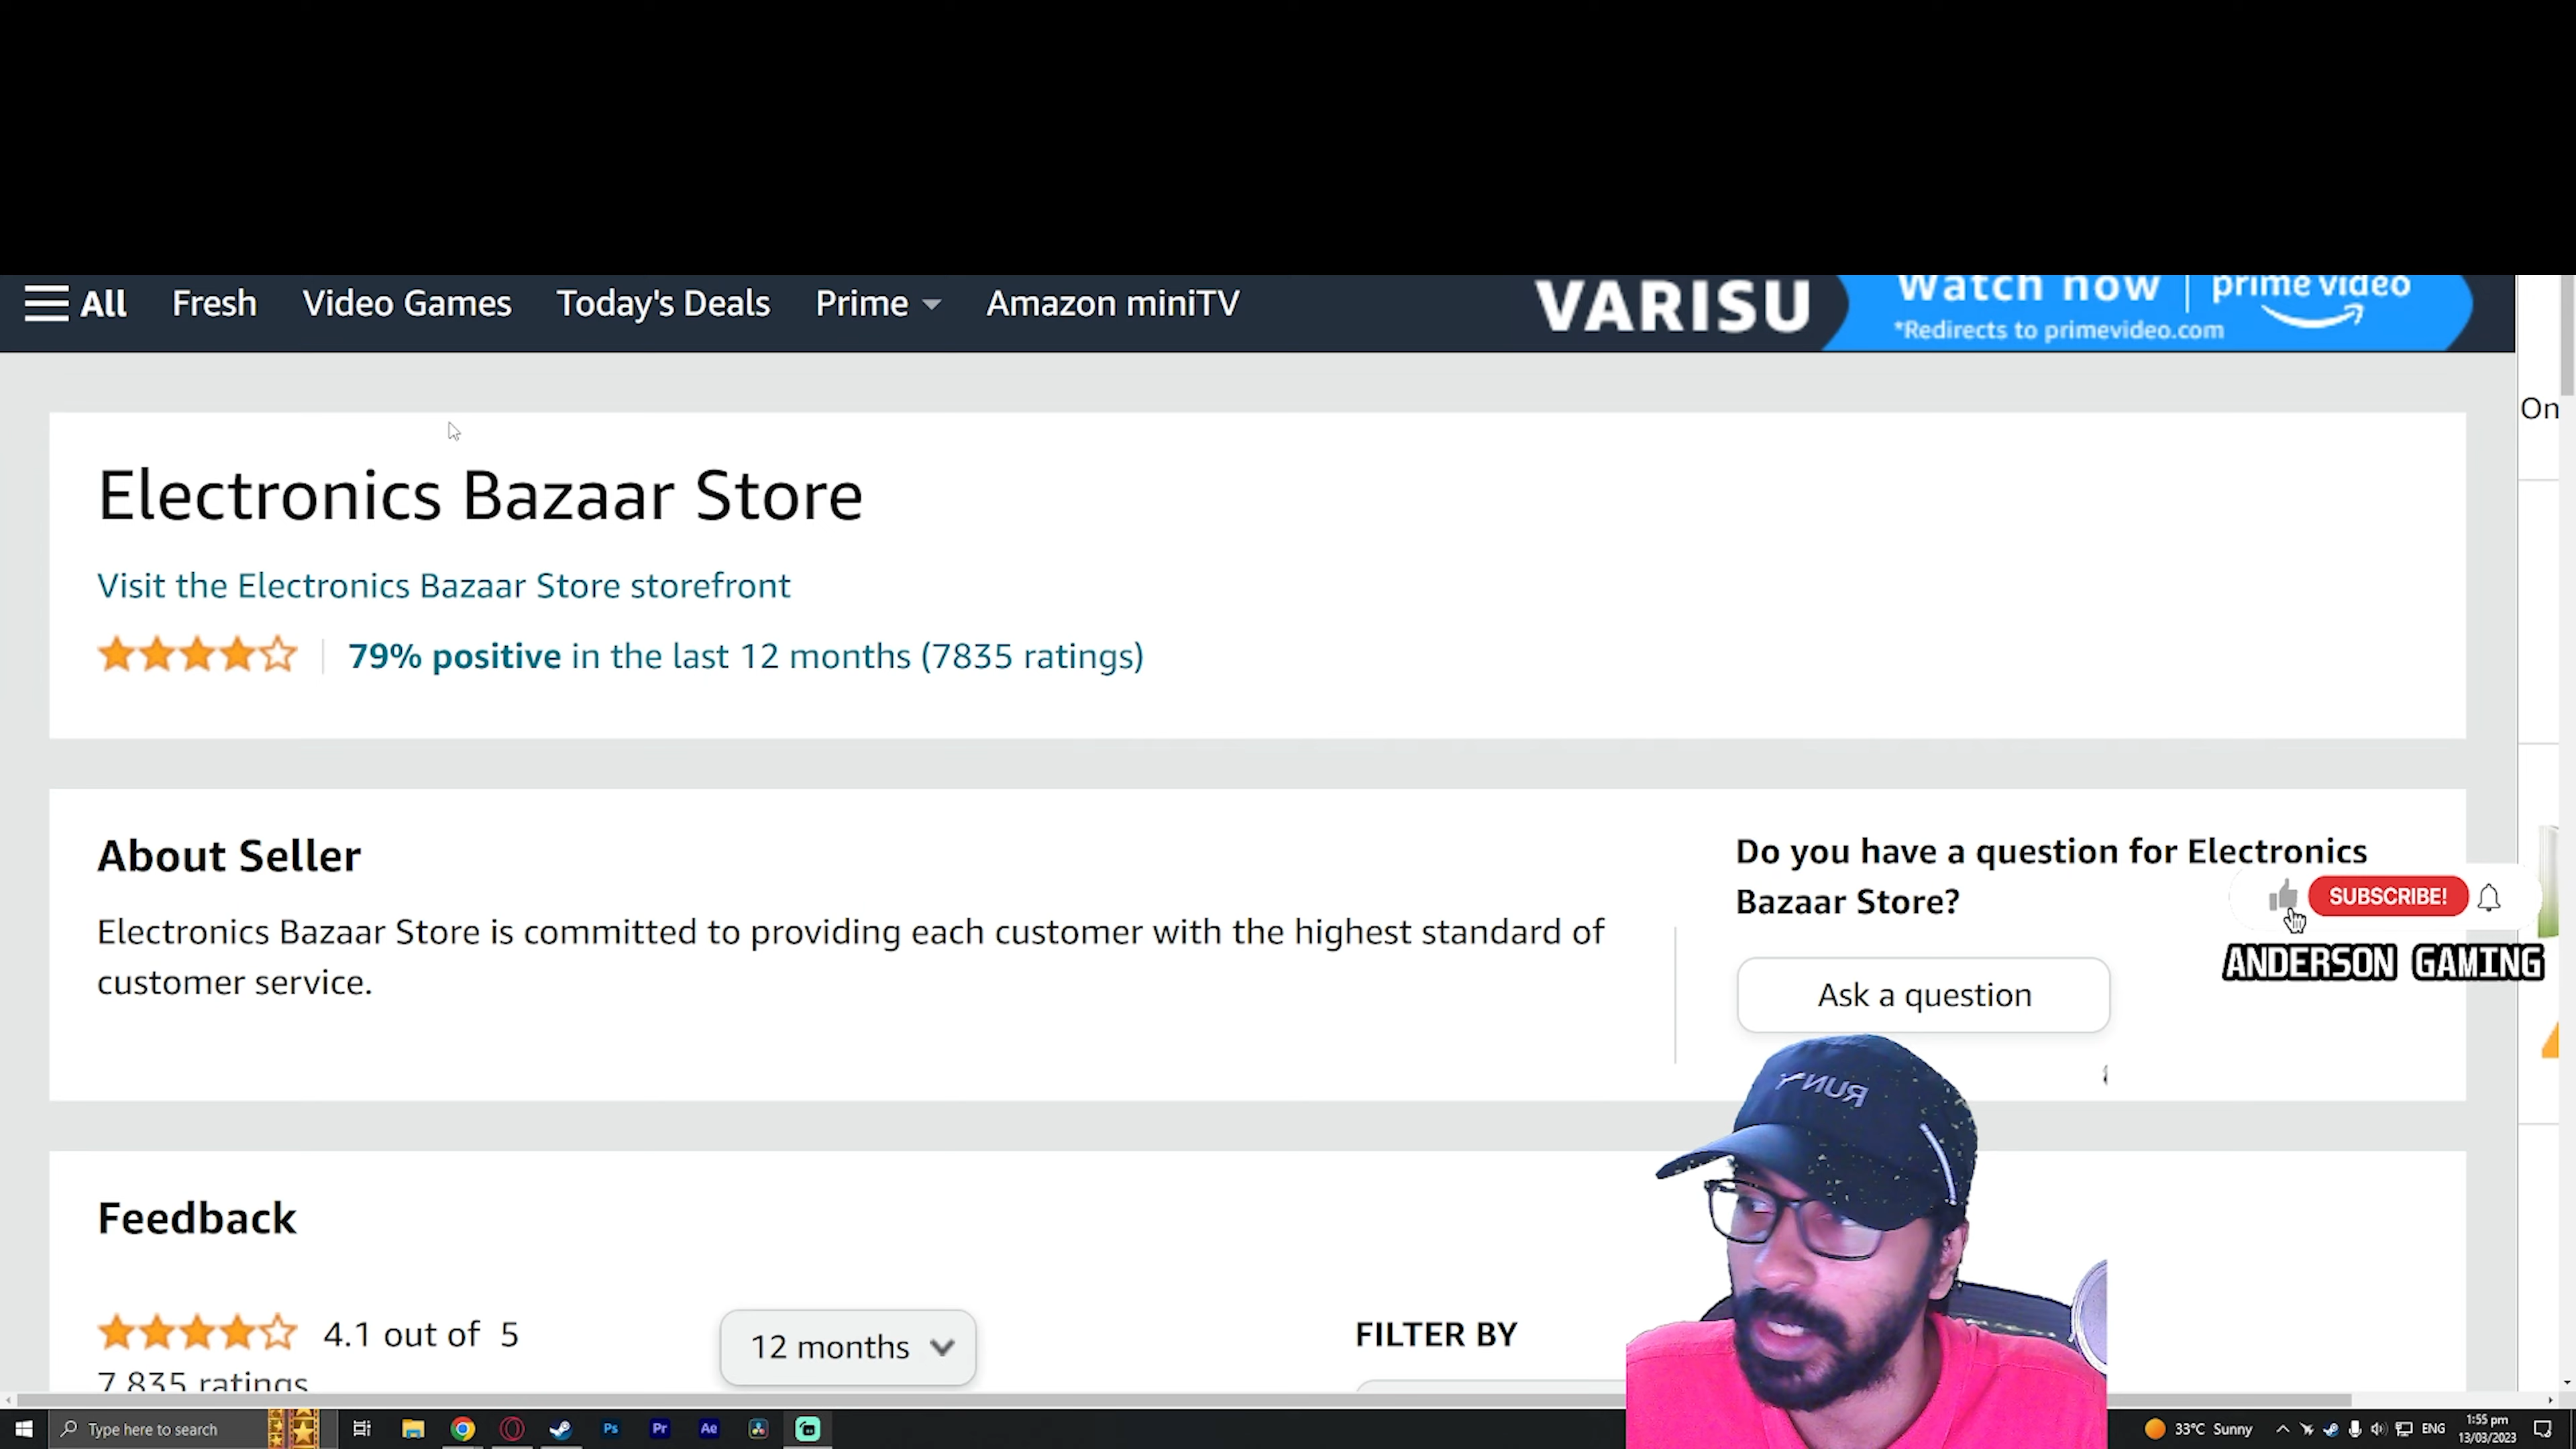 All Fresh Video Games Today's Deals Prime Amazon miniTV
VARISU
Watch now | prime video
*Redirects to primevideo.com
On
Electronics Bazaar Store
Visit the Electronics Bazaar Store storefront
79% positive in the last 12 months (7835 ratings)
About Seller
Electronics Bazaar Store is committed to providing each customer with the highest standard of
customer service.
Do you have a question for Electronics
Bazaar Store?
Ask a question
SUBSCRIBE!
ANDERSON GAMING
RUN
Feedback
4.1 out of 5
12 months
7,835 ratings
FILTER BY
Type here to search
Ps
Pr
Ae
33°C Sunny
ENG
1:55 pm
13/03/2023